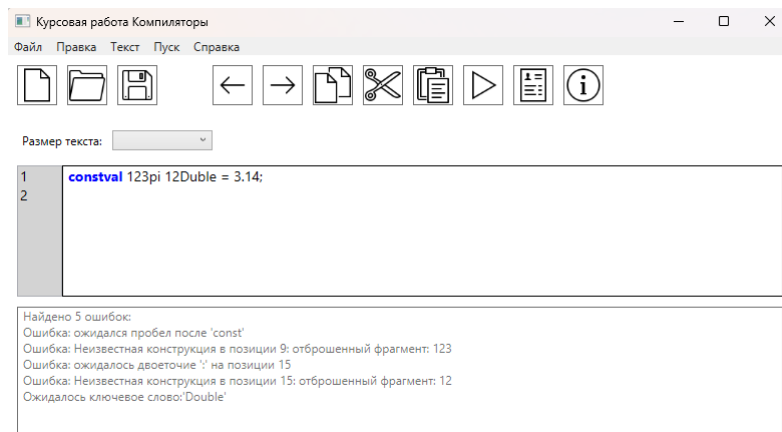 Курсовая работа Компиляторы
Файл Правка Текст Пуск Справка
Размер текста:
1 constval 123pi 12Duble = 3.14;
2
Найдено 5 ошибок:
Ошибка: ожидался пробел после 'const'
Ошибка: Неизвестная конструкция в позиции 9: отброшенный фрагмент: 123
Ошибка: ожидалось двоеточие ':' на позиции 15
Ошибка: Неизвестная конструкция в позиции 15: отброшенный фрагмент: 12
Ожидалось ключевое слово:'Double'